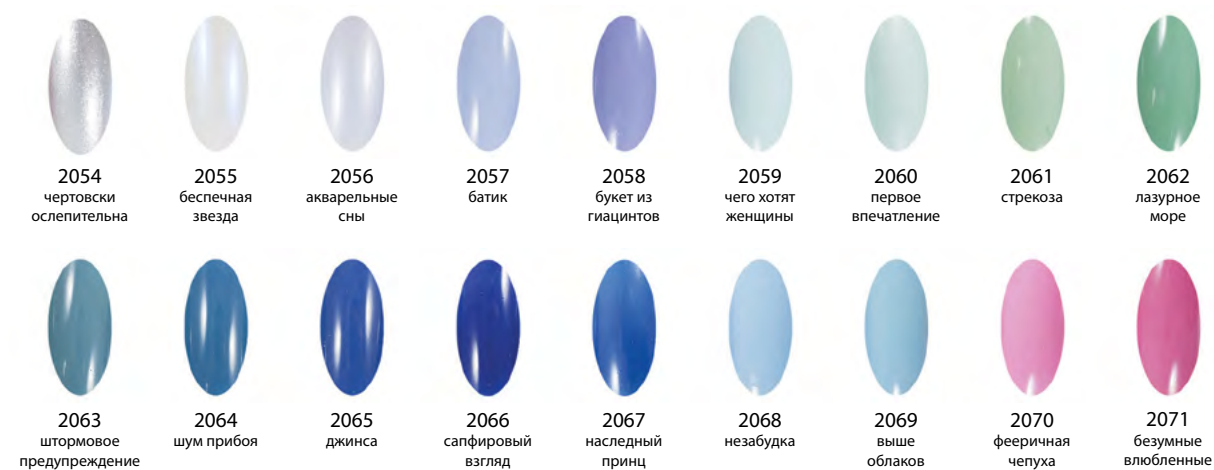 2054
чертовски
ослепительна
2055
беспечная
звезда
2056
акварельные
сны
2057
батик
2058
букет из
гиацинтов
2059
чего хотят
женщины
2060
первое
впечатление
2061
стрекоза
2062
лазурное
море
2063
штормовое
предупреждение
2064
шум прибоя
2065
джинса
2066
сапфировый
взгляд
2067
наследный
принц
2068
незабудка
2069
выше
облаков
2070
фееричная
чепуха
2071
безумные
влюбленные